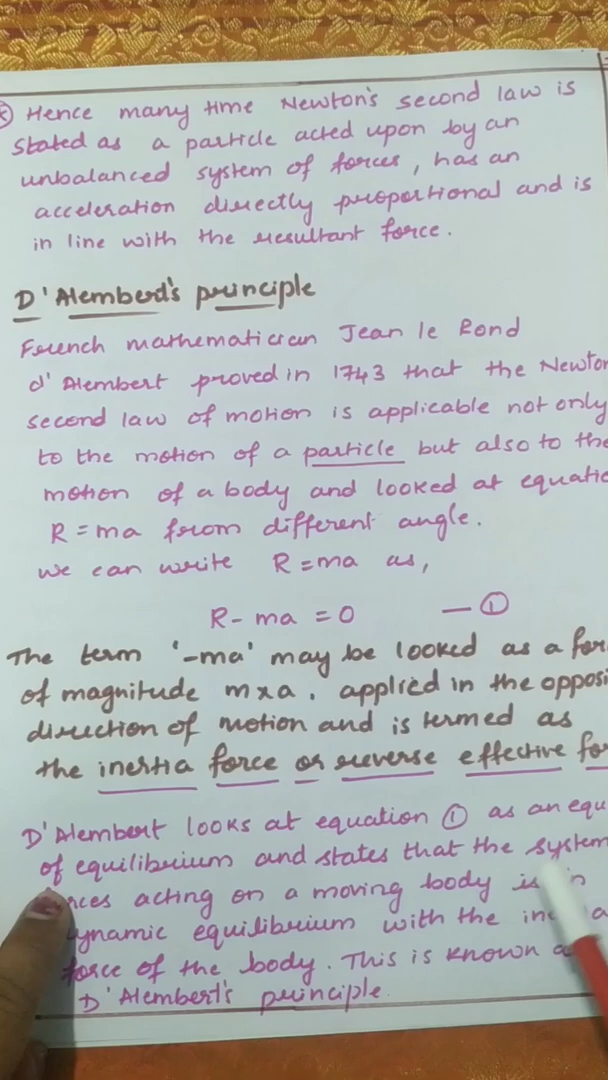 Hence many time Newton's second law is
stated as a particle acted upon by an
unbalanced system of forces, has an
acceleration directly proportional and is
in line with the resultant force.
D'Alemberd's principle
French mathematician Jean le Rond
d'Alembert proved in 1743 that the Newton
second law of motion is applicable not only
to the motion of a particle but also to the
motion of a body and looked at equatio
R = ma from different angle.
we can write R = ma as,
R - ma = 0 — ①
The term '-ma' may be looked as a for
of magnitude m x a, applied in the opposi
direction of motion and is termed as
the inertia force or reverse effective fo
D'Alembert looks at equation ① as an equ
of equilibrium and states that the system
rces acting on a moving body is in
ynamic equilibrium with the
force of the body. This is known a
D'Alembert's principle